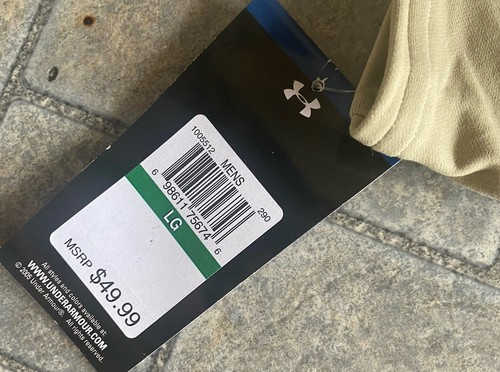 1005512 MENS 290
6 98611 75674 6
LG
MSRP $49.99
All styles and colors available at
WWW.UNDERARMOUR.COM
© 2005 Under Armour®. All rights reserved.